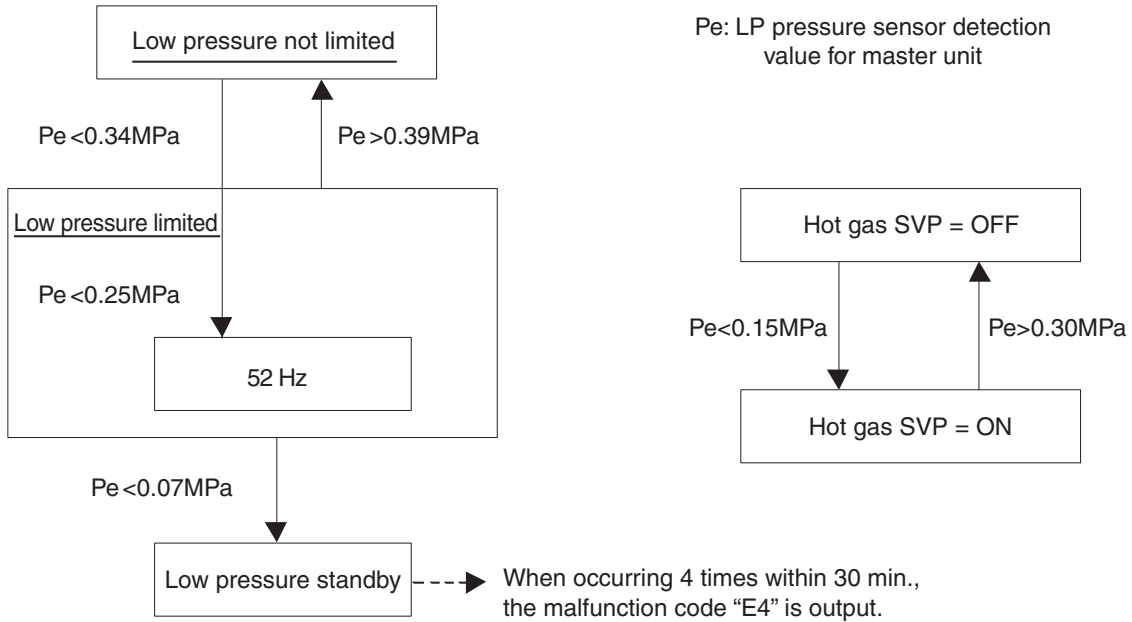 Low pressure not limited
Pe: LP pressure sensor detection
value for master unit
Pe<0.34MPa
Pe>0.39MPa
Low pressure limited
Pe<0.25MPa
52 Hz
Pe<0.07MPa
Low pressure standby
When occurring 4 times within 30 min.,
the malfunction code “E4” is output.
Hot gas SVP = OFF
Pe<0.15MPa
Pe>0.30MPa
Hot gas SVP = ON